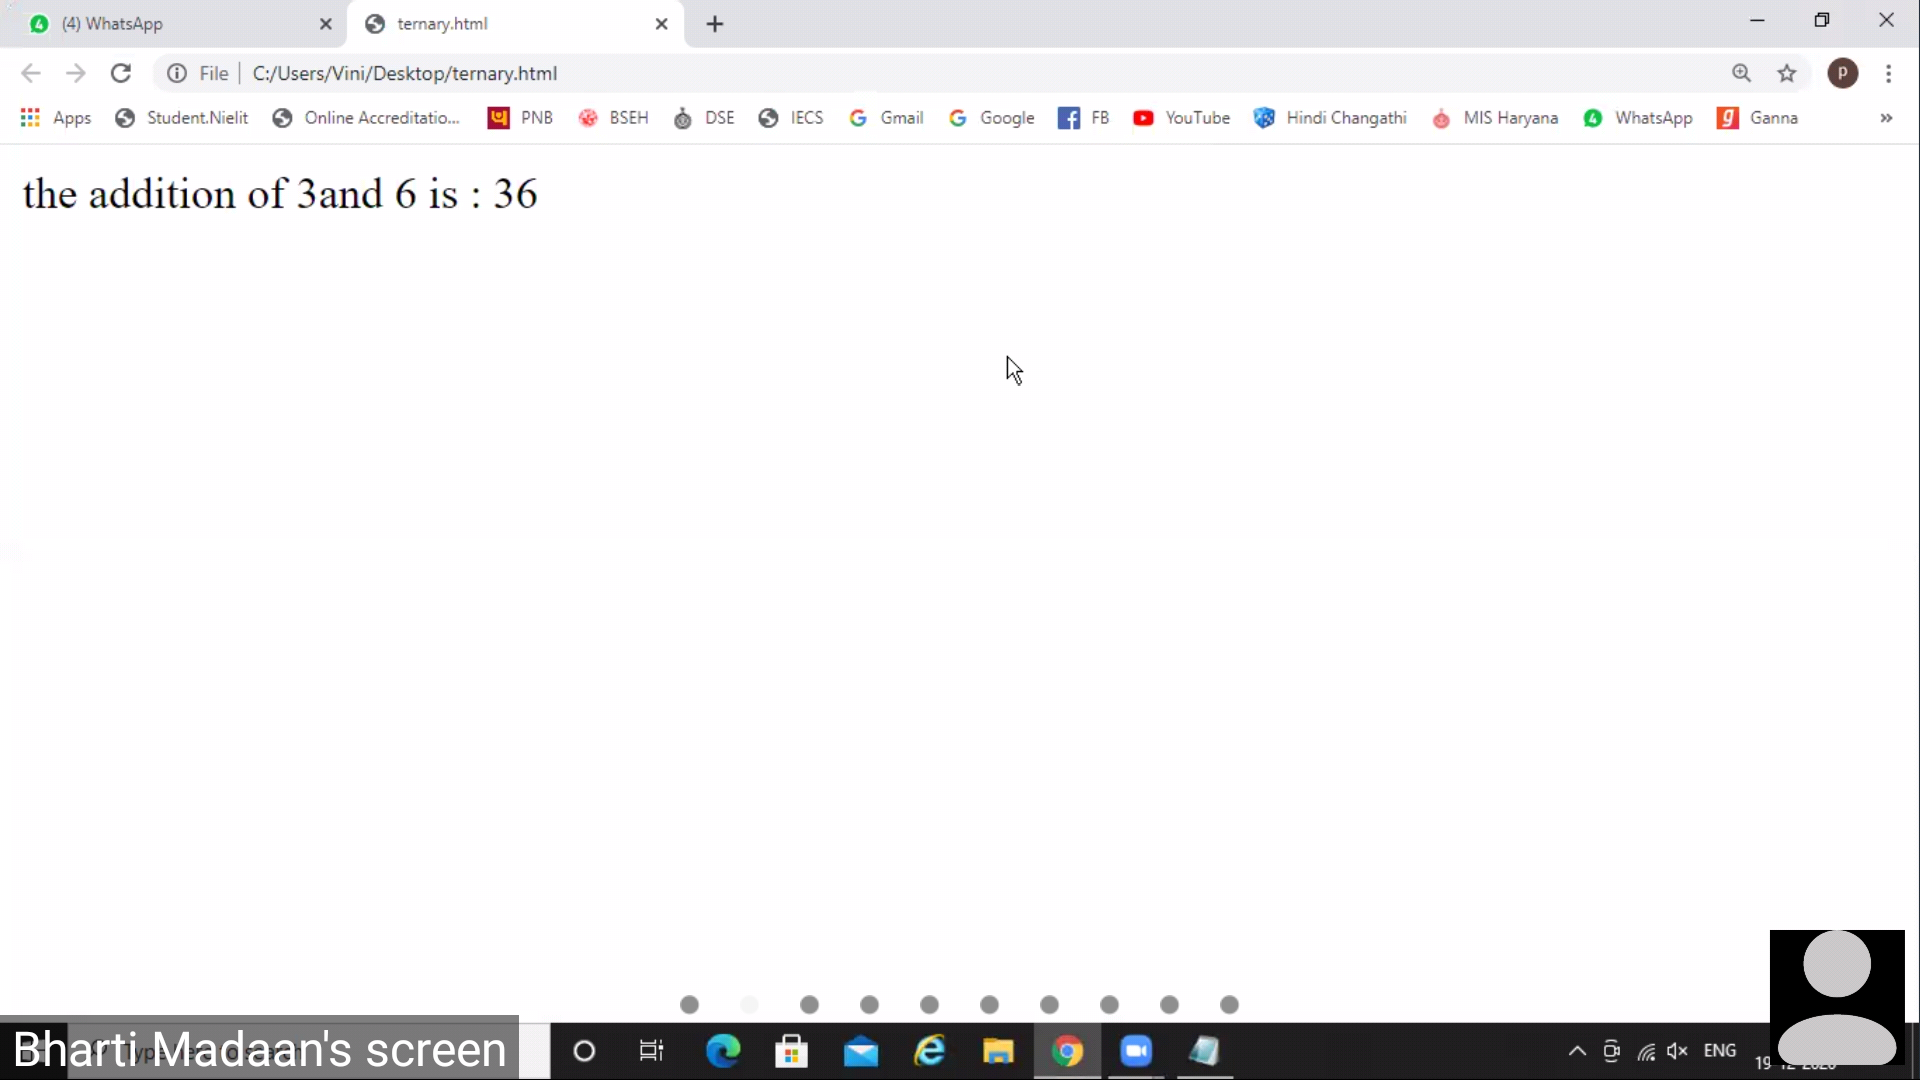 (4) WhatsApp
ternary.html
File
C:/Users/Vini/Desktop/ternary.html
P
Apps Student.Nielit Online Accreditatio... PNB BSEH DSE IECS Gmail Google FB YouTube Hindi Changathi MIS Haryana WhatsApp Ganna
the addition of 3and 6 is : 36
Bharti Madaan's screen
ENG